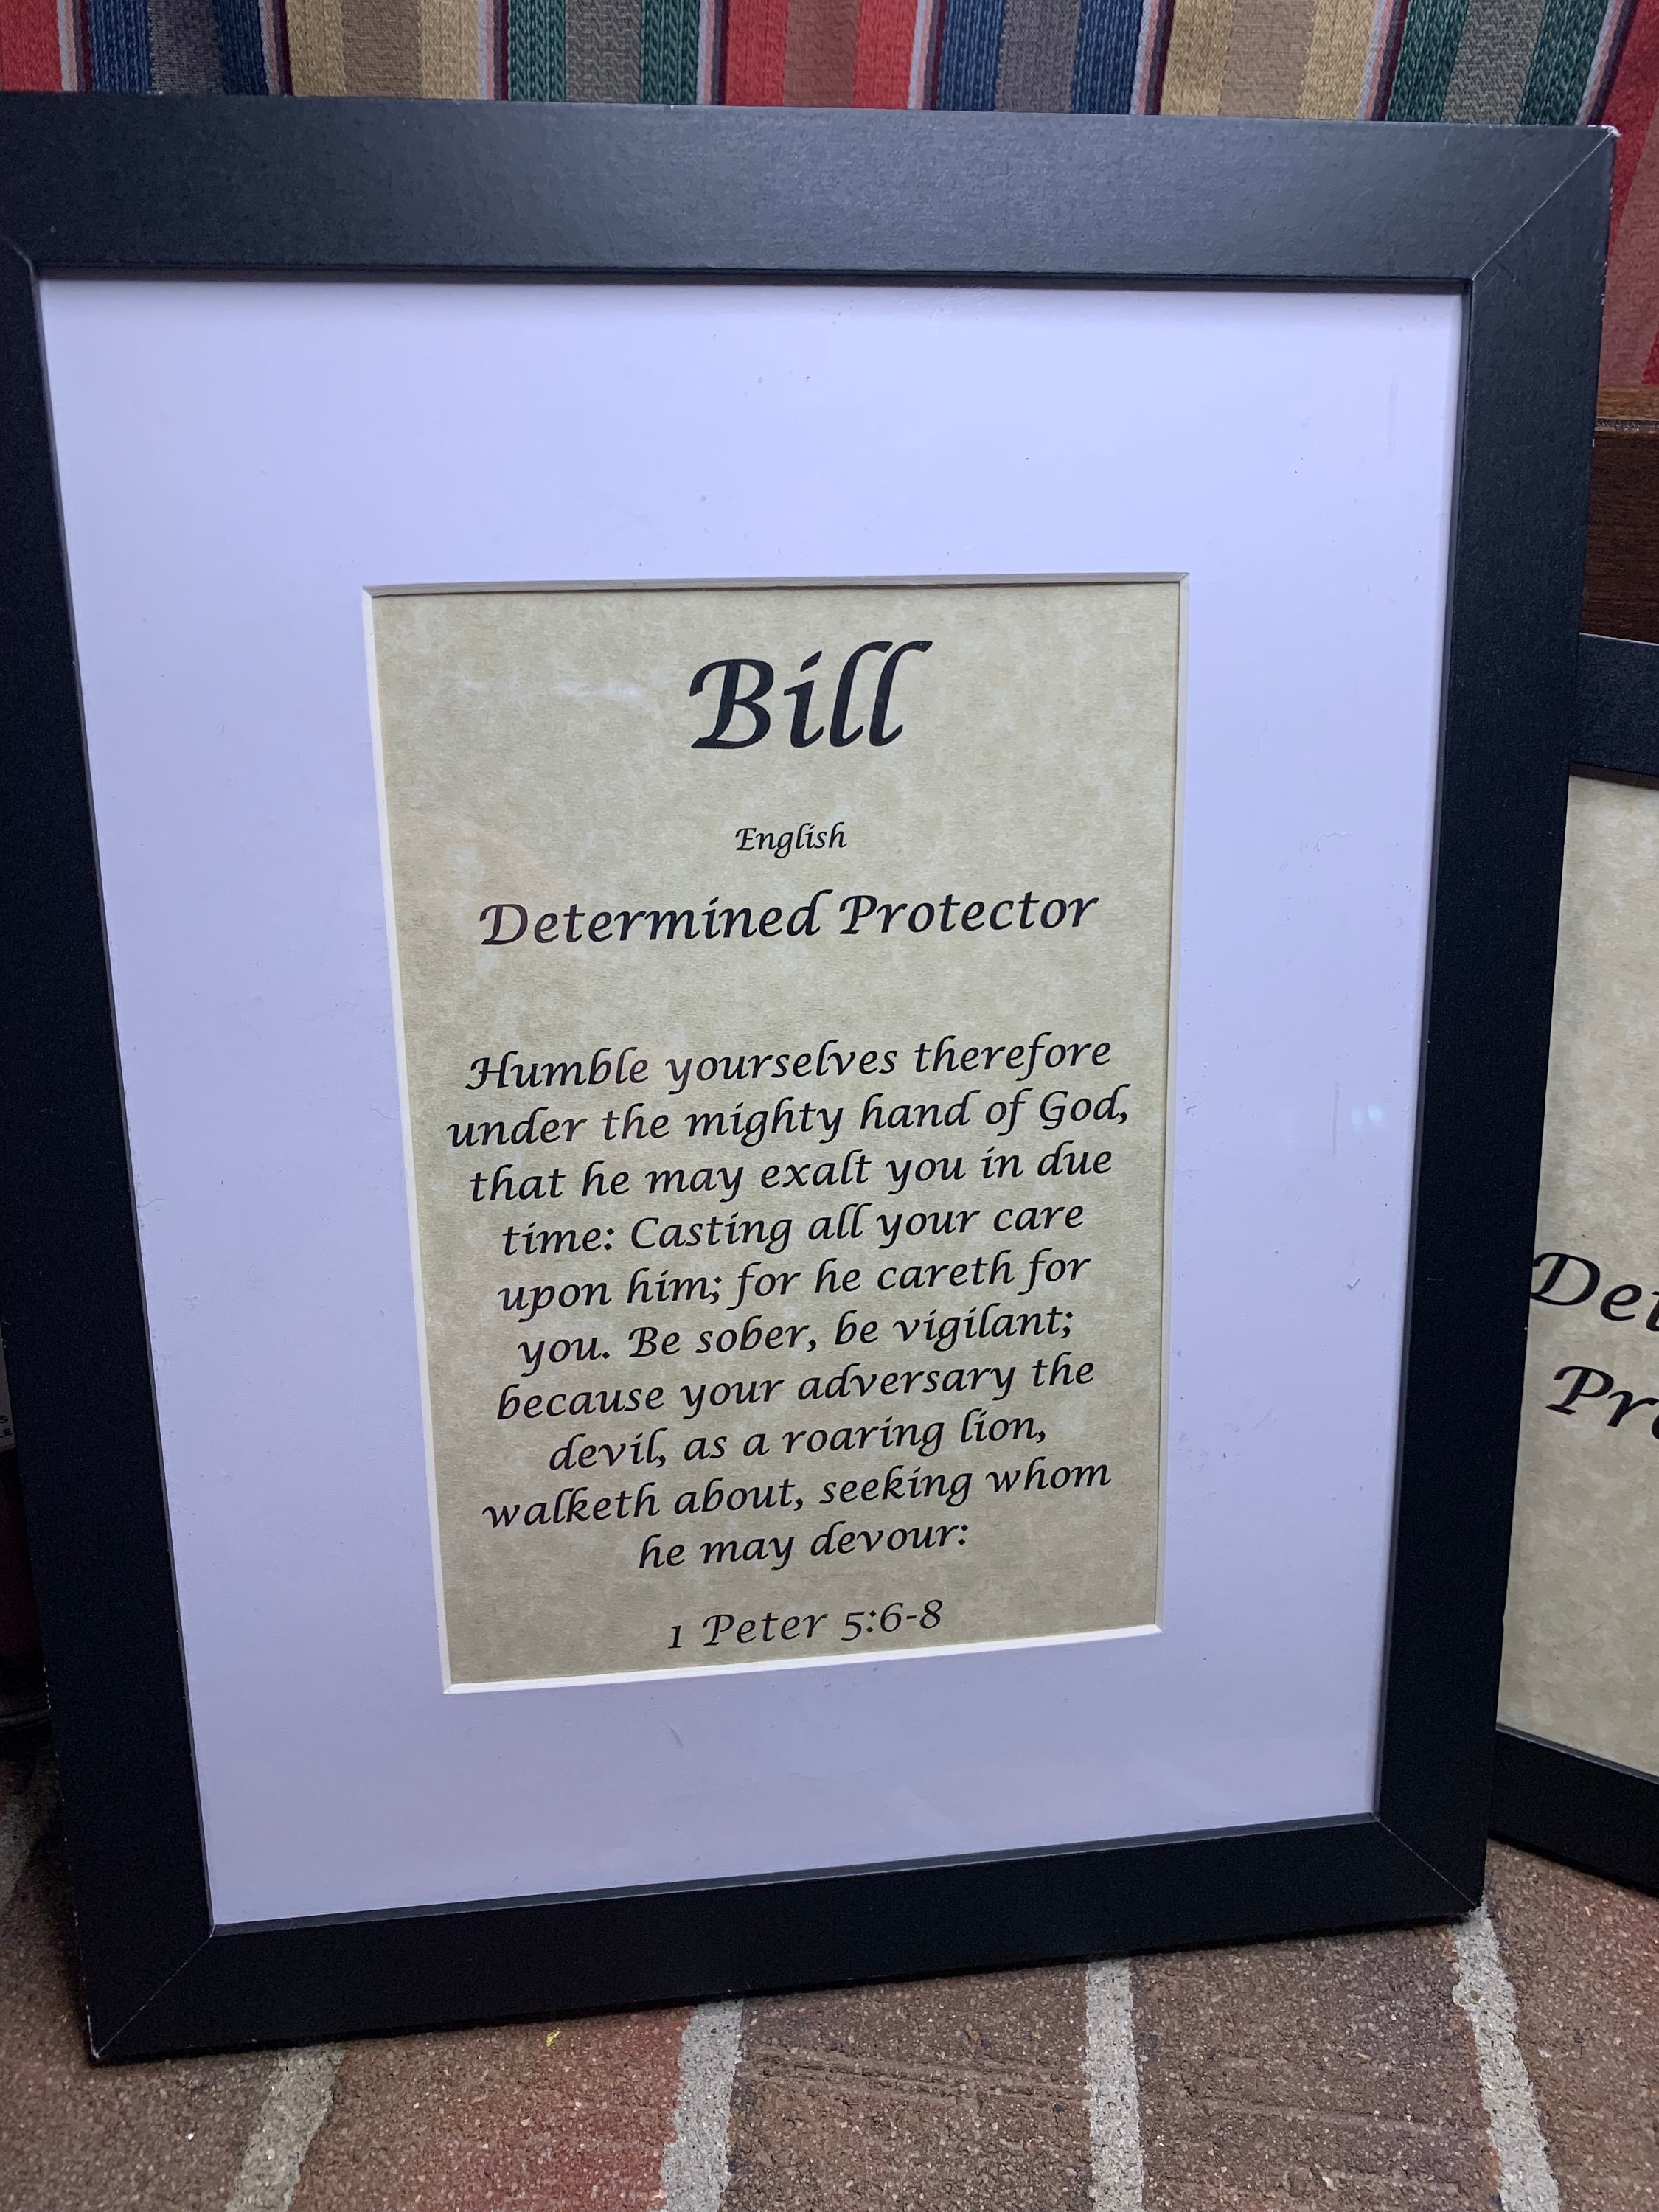 Bill
English
Determined Protector
Humble yourselves therefore
under the mighty hand of God,
that he may exalt you in due
time: Casting all your care
upon him; for he careth for
you. Be sober, be vigilant;
because your adversary the
devil, as a roaring lion,
walketh about, seeking whom
he may devour:
1 Peter 5:6-8